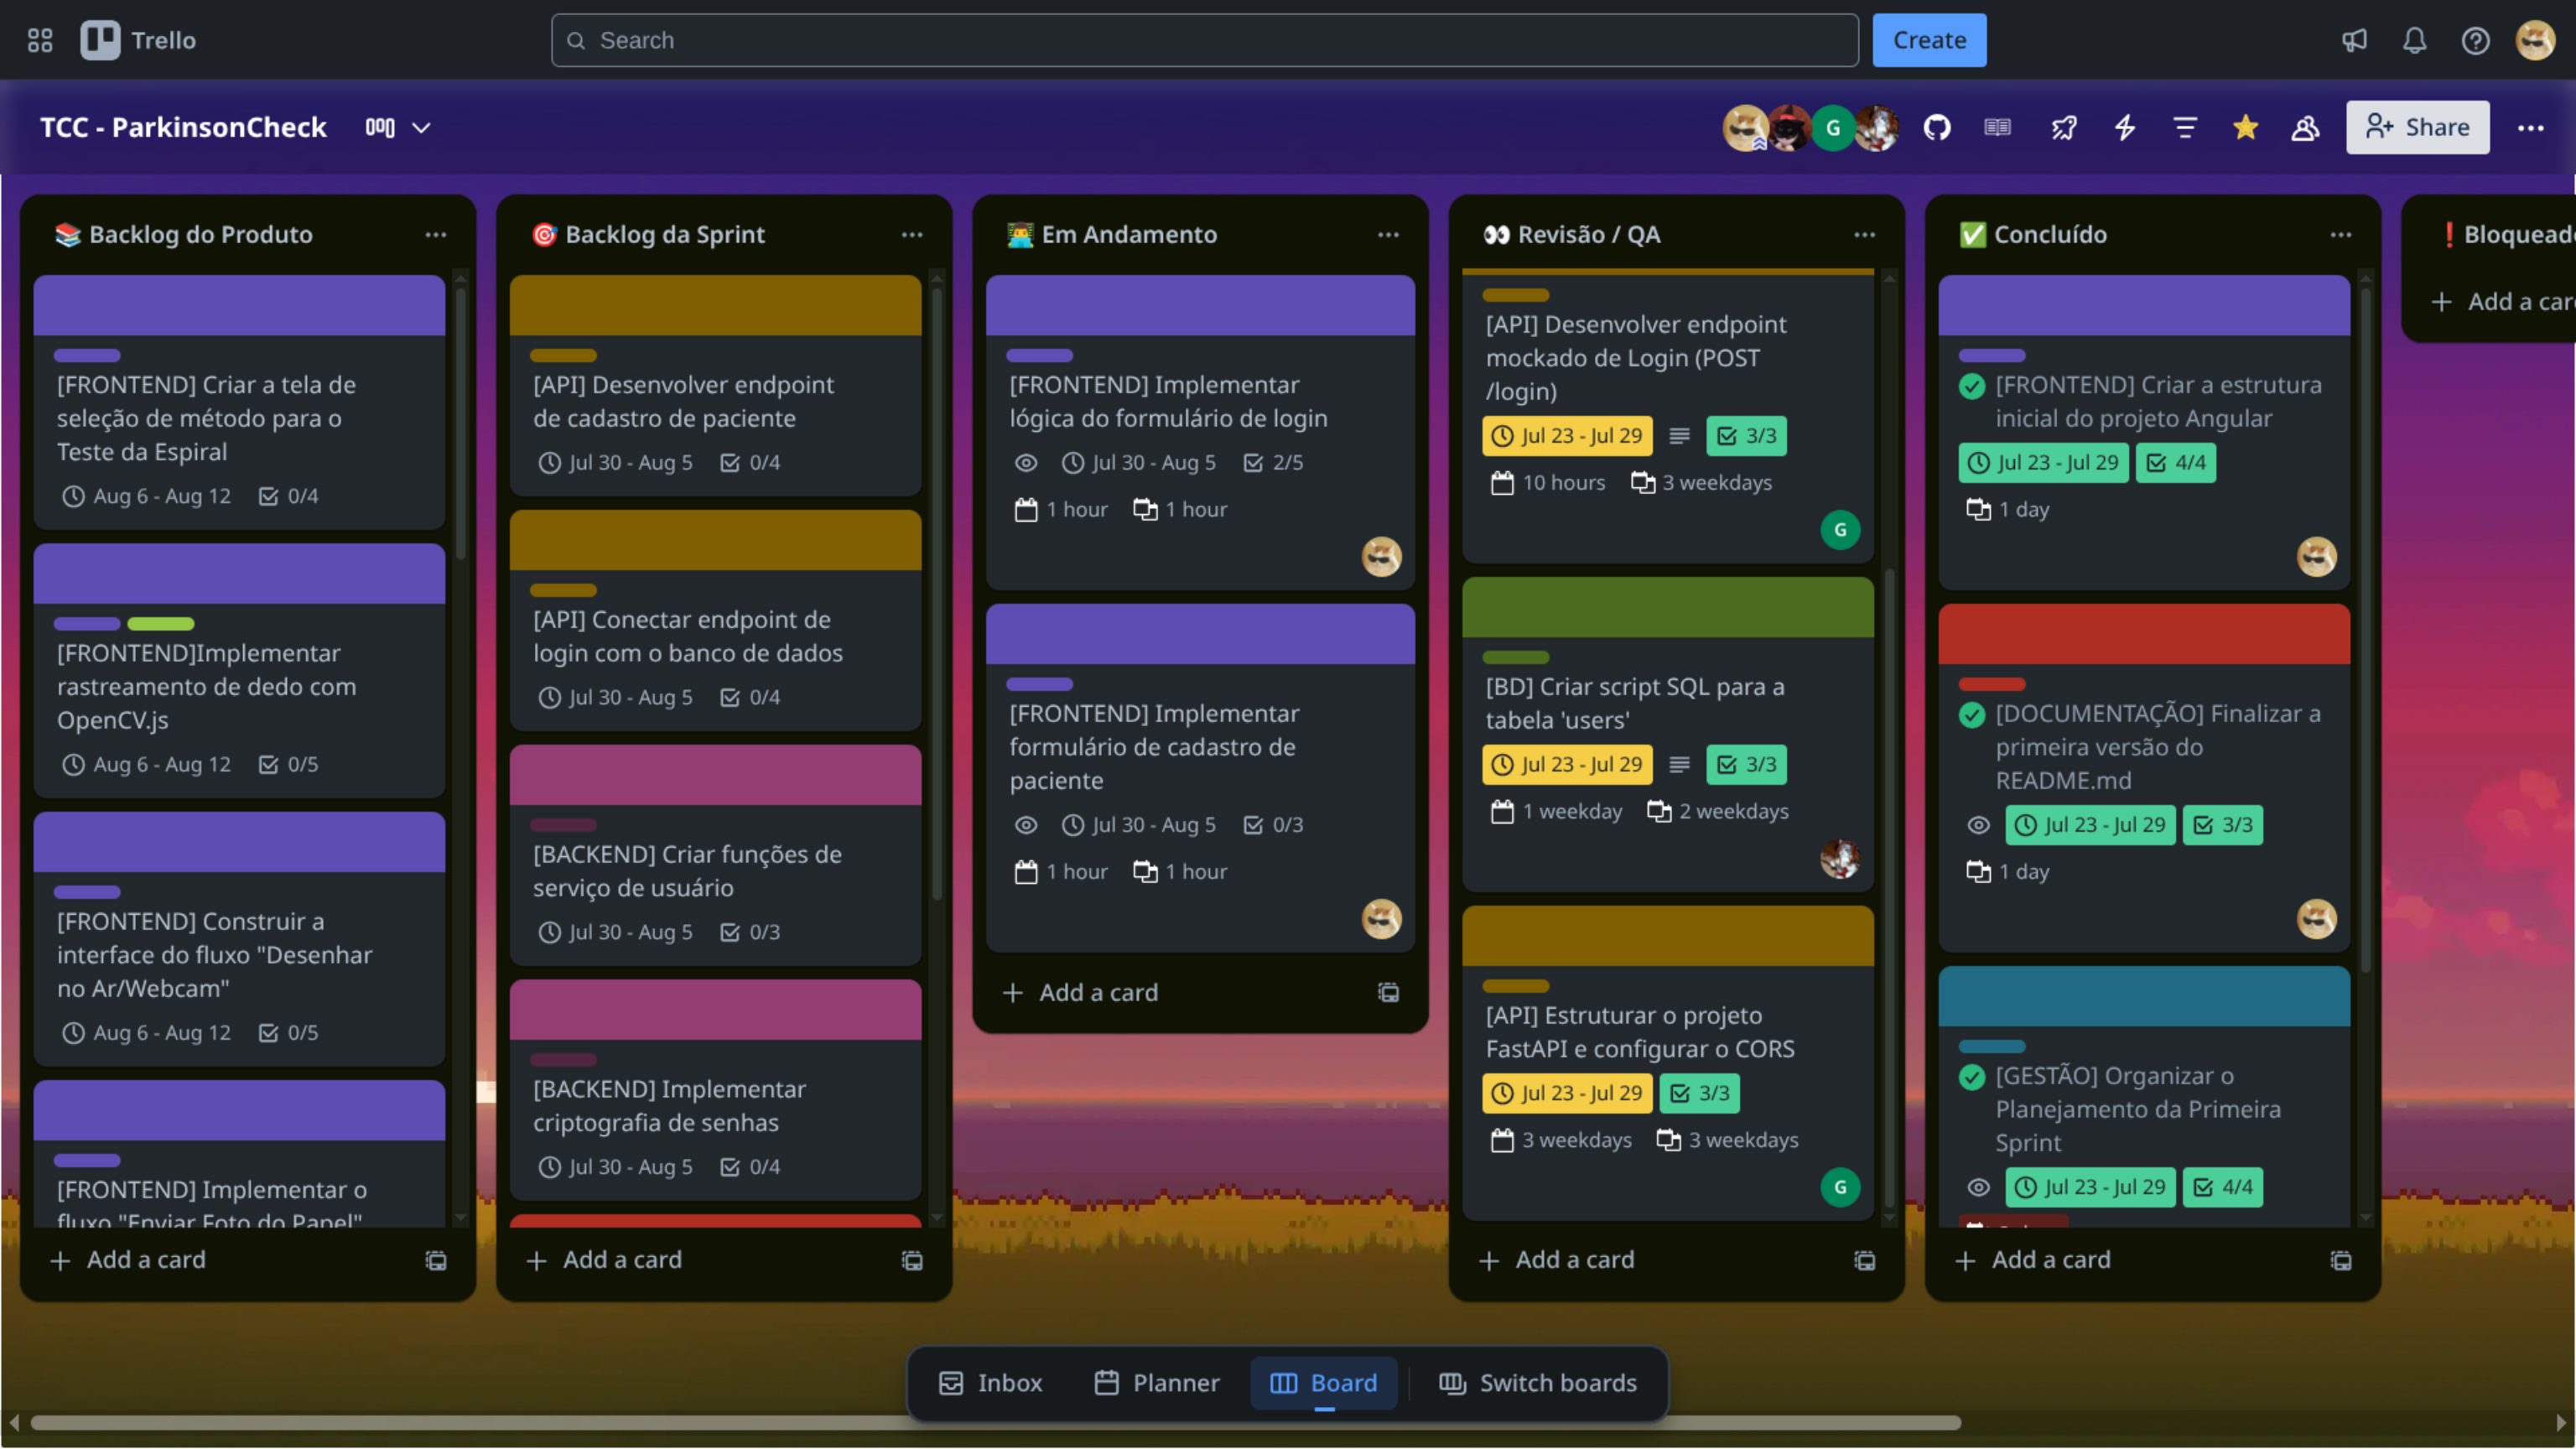 Trello
Search
Create
TCC - ParkinsonCheck
G
Share
📚 Backlog do Produto
[FRONTEND] Criar a tela de
seleção de método para o
Teste da Espiral
Aug 6 - Aug 12 0/4
[FRONTEND]Implementar
rastreamento de dedo com
OpenCV.js
Aug 6 - Aug 12 0/5
[FRONTEND] Construir a
interface do fluxo "Desenhar
no Ar/Webcam"
Aug 6 - Aug 12 0/5
[FRONTEND] Implementar o
fluxo "Enviar Foto do Papel"
+ Add a card
🎯 Backlog da Sprint
[API] Desenvolver endpoint
de cadastro de paciente
Jul 30 - Aug 5 0/4
[API] Conectar endpoint de
login com o banco de dados
Jul 30 - Aug 5 0/4
[BACKEND] Criar funções de
serviço de usuário
Jul 30 - Aug 5 0/3
[BACKEND] Implementar
criptografia de senhas
Jul 30 - Aug 5 0/4
+ Add a card
👨‍💻 Em Andamento
[FRONTEND] Implementar
lógica do formulário de login
Jul 30 - Aug 5 2/5
1 hour 1 hour
[FRONTEND] Implementar
formulário de cadastro de
paciente
Jul 30 - Aug 5 0/3
1 hour 1 hour
+ Add a card
👀 Revisão / QA
[API] Desenvolver endpoint
mockado de Login (POST
/login)
Jul 23 - Jul 29 3/3
10 hours 3 weekdays
G
[BD] Criar script SQL para a
tabela 'users'
Jul 23 - Jul 29 3/3
1 weekday 2 weekdays
[API] Estruturar o projeto
FastAPI e configurar o CORS
Jul 23 - Jul 29 3/3
3 weekdays 3 weekdays
G
+ Add a card
✅ Concluído
[FRONTEND] Criar a estrutura
inicial do projeto Angular
Jul 23 - Jul 29 4/4
1 day
[DOCUMENTAÇÃO] Finalizar a
primeira versão do
README.md
Jul 23 - Jul 29 3/3
1 day
[GESTÃO] Organizar o
Planejamento da Primeira
Sprint
Jul 23 - Jul 29 4/4
+ Add a card
❗ Bloquead
+ Add a car
Inbox
Planner
Board
Switch boards